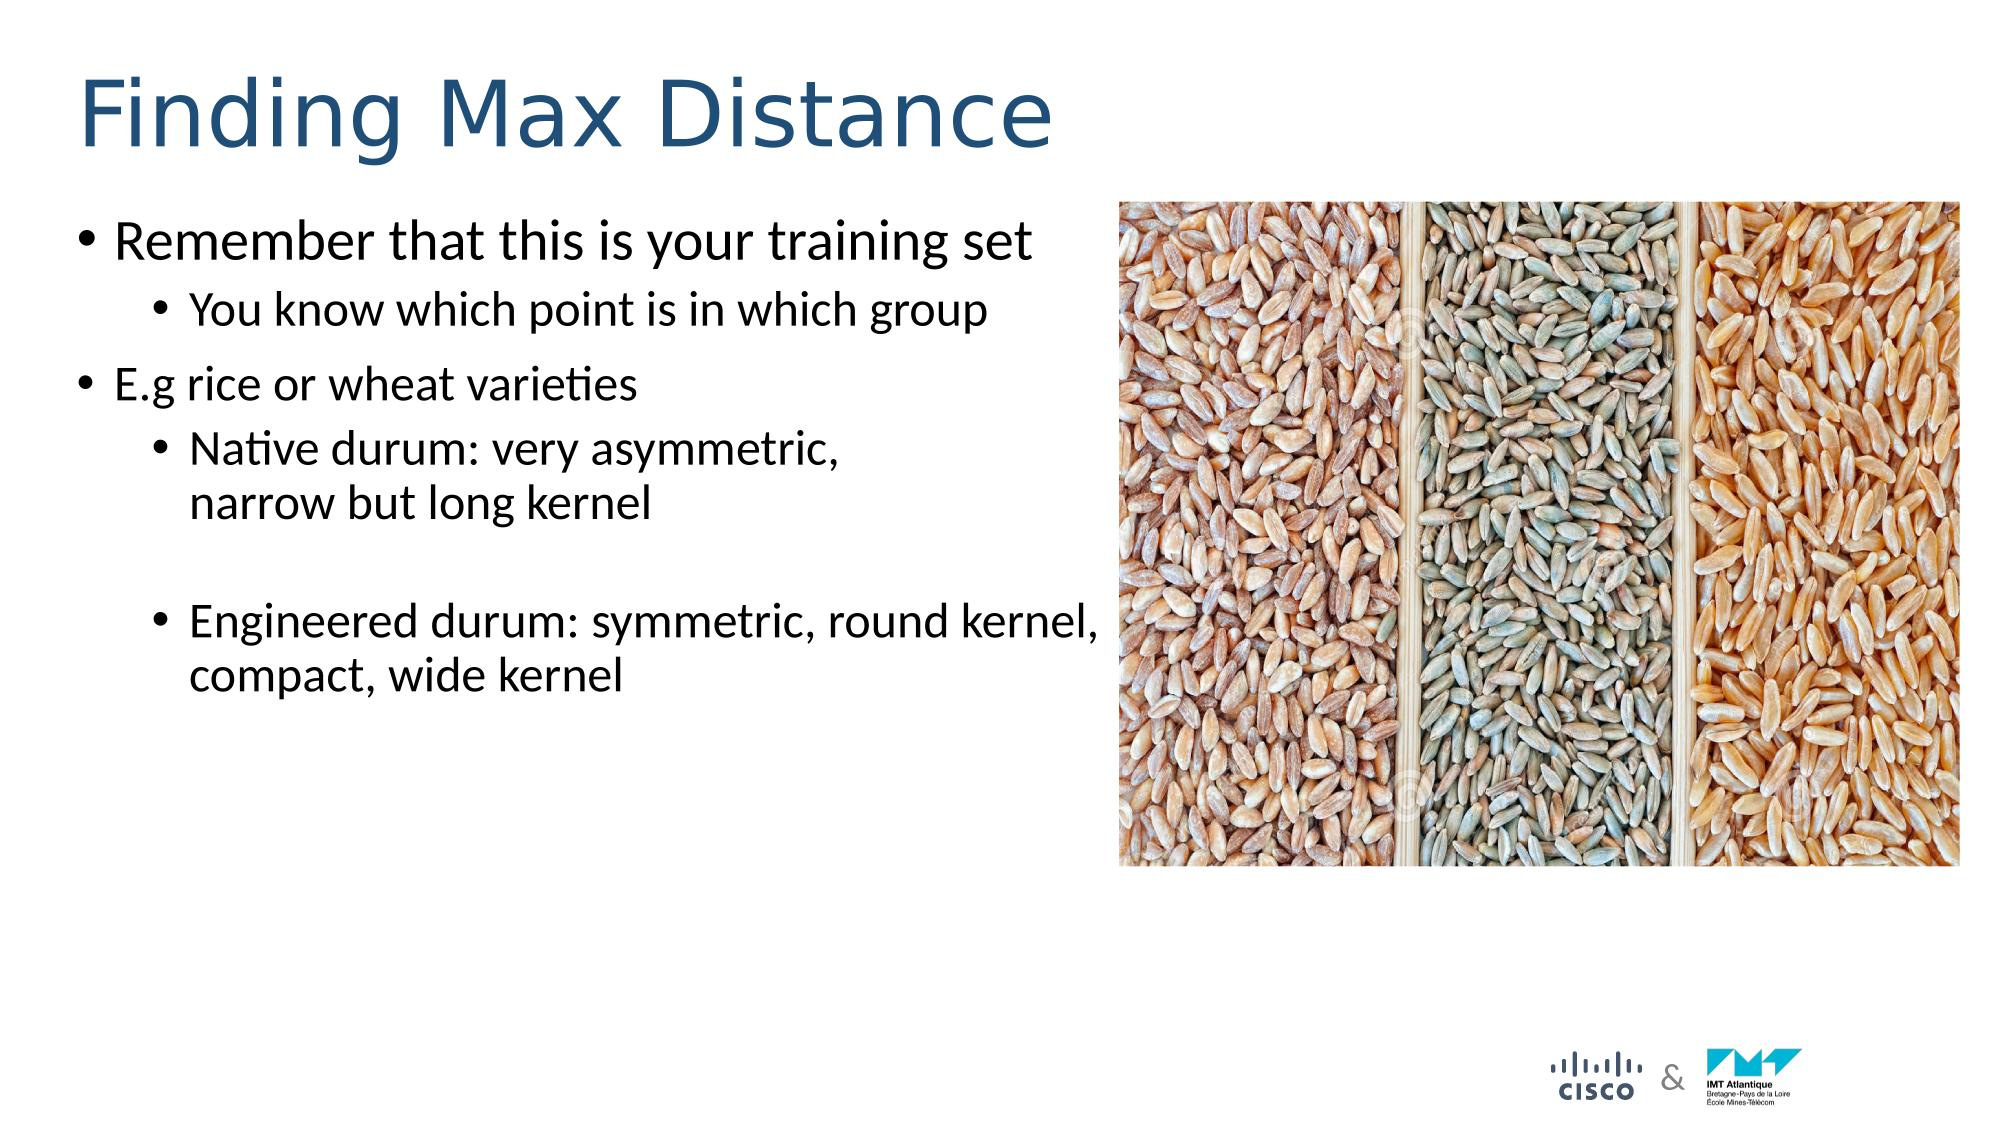 Finding Max Distance
• Remember that this is your training set
• You know which point is in which group
• E.g rice or wheat varieties
• Native durum: very asymmetric,
narrow but long kernel
• Engineered durum: symmetric, round kernel,
compact, wide kernel
CISCO
&
IMT Atlantique
Bretagne-Pays de la Loire
École Mines-Télécom